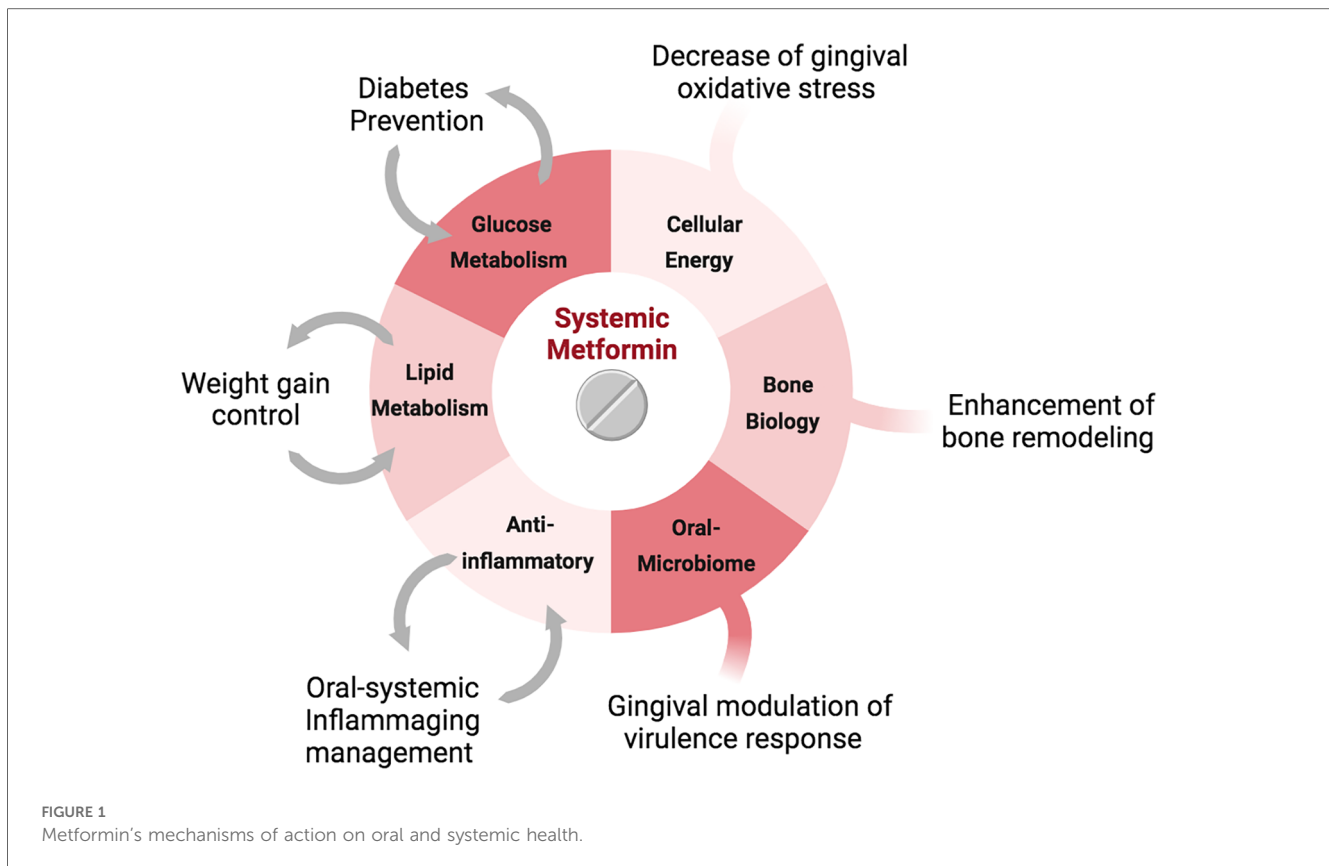 Decrease of gingival
oxidative stress
Diabetes
Prevention
Glucose
Metabolism
Cellular
Energy
Systemic
Metformin
Lipid
Metabolism
Weight gain
control
Bone
Biology
Enhancement of
bone remodeling
Anti-
inflammatory
Oral-
Microbiome
Oral-systemic
Inflammaging
management
Gingival modulation of
virulence response
FIGURE 1
Metformin's mechanisms of action on oral and systemic health.